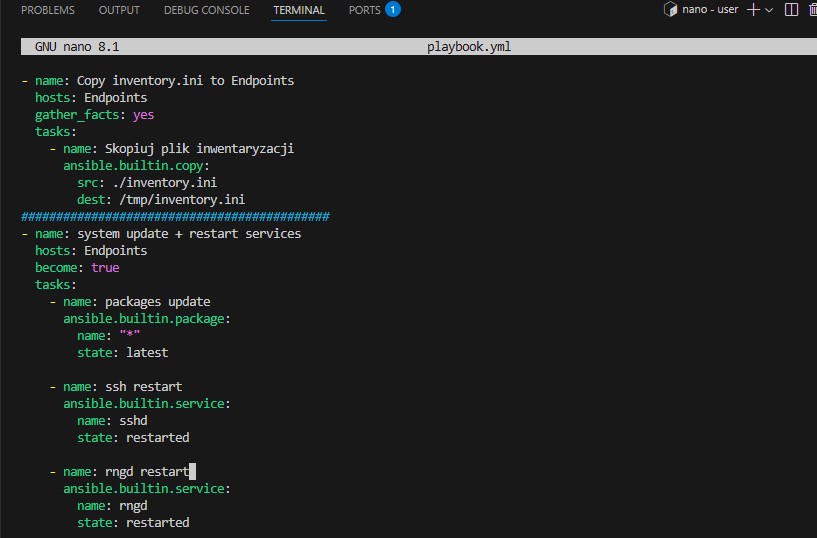 PROBLEMS OUTPUT DEBUG CONSOLE TERMINAL PORTS 1 nano - user
GNU nano 8.1 playbook.yml
- name: Copy inventory.ini to Endpoints
  hosts: Endpoints
  gather_facts: yes
  tasks:
    - name: Skopiuj plik inwentaryzacji
      ansible.builtin.copy:
        src: ./inventory.ini
        dest: /tmp/inventory.ini
############################################
- name: system update + restart services
  hosts: Endpoints
  become: true
  tasks:
    - name: packages update
      ansible.builtin.package:
        name: "*"
        state: latest
    - name: ssh restart
      ansible.builtin.service:
        name: sshd
        state: restarted
    - name: rngd restart
      ansible.builtin.service:
        name: rngd
        state: restarted